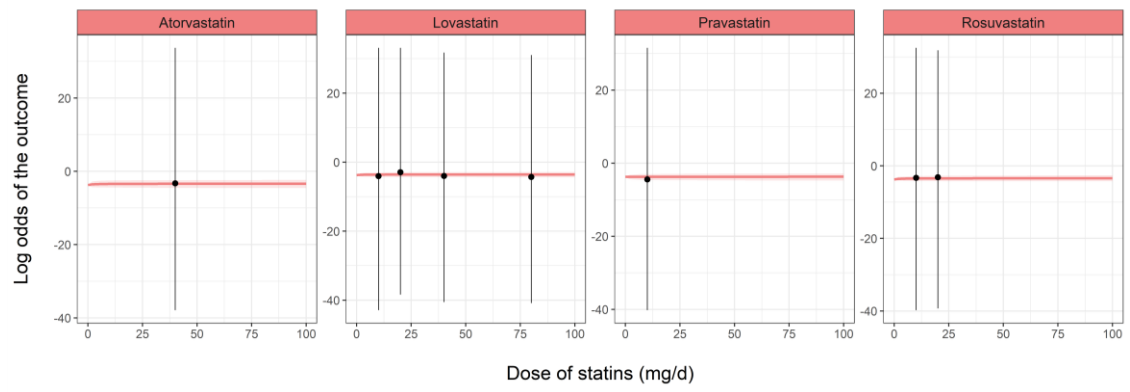 Atorvastatin Lovastatin Pravastatin Rosuvastatin
Log odds of the outcome
20 20 20 20
0 0 0 0
-20 -20 -20 -20
-40 -40 -40 -40
0 25 50 75 100 0 25 50 75 100 0 25 50 75 100 0 25 50 75 100
Dose of statins (mg/d)